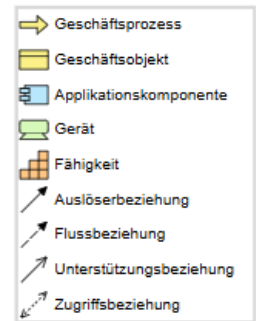 Geschäftsprozess
Geschäftsobjekt
Applikationskomponente
Gerät
Fähigkeit
Auslöserbeziehung
Flussbeziehung
Unterstützungsbeziehung
Zugriffsbeziehung